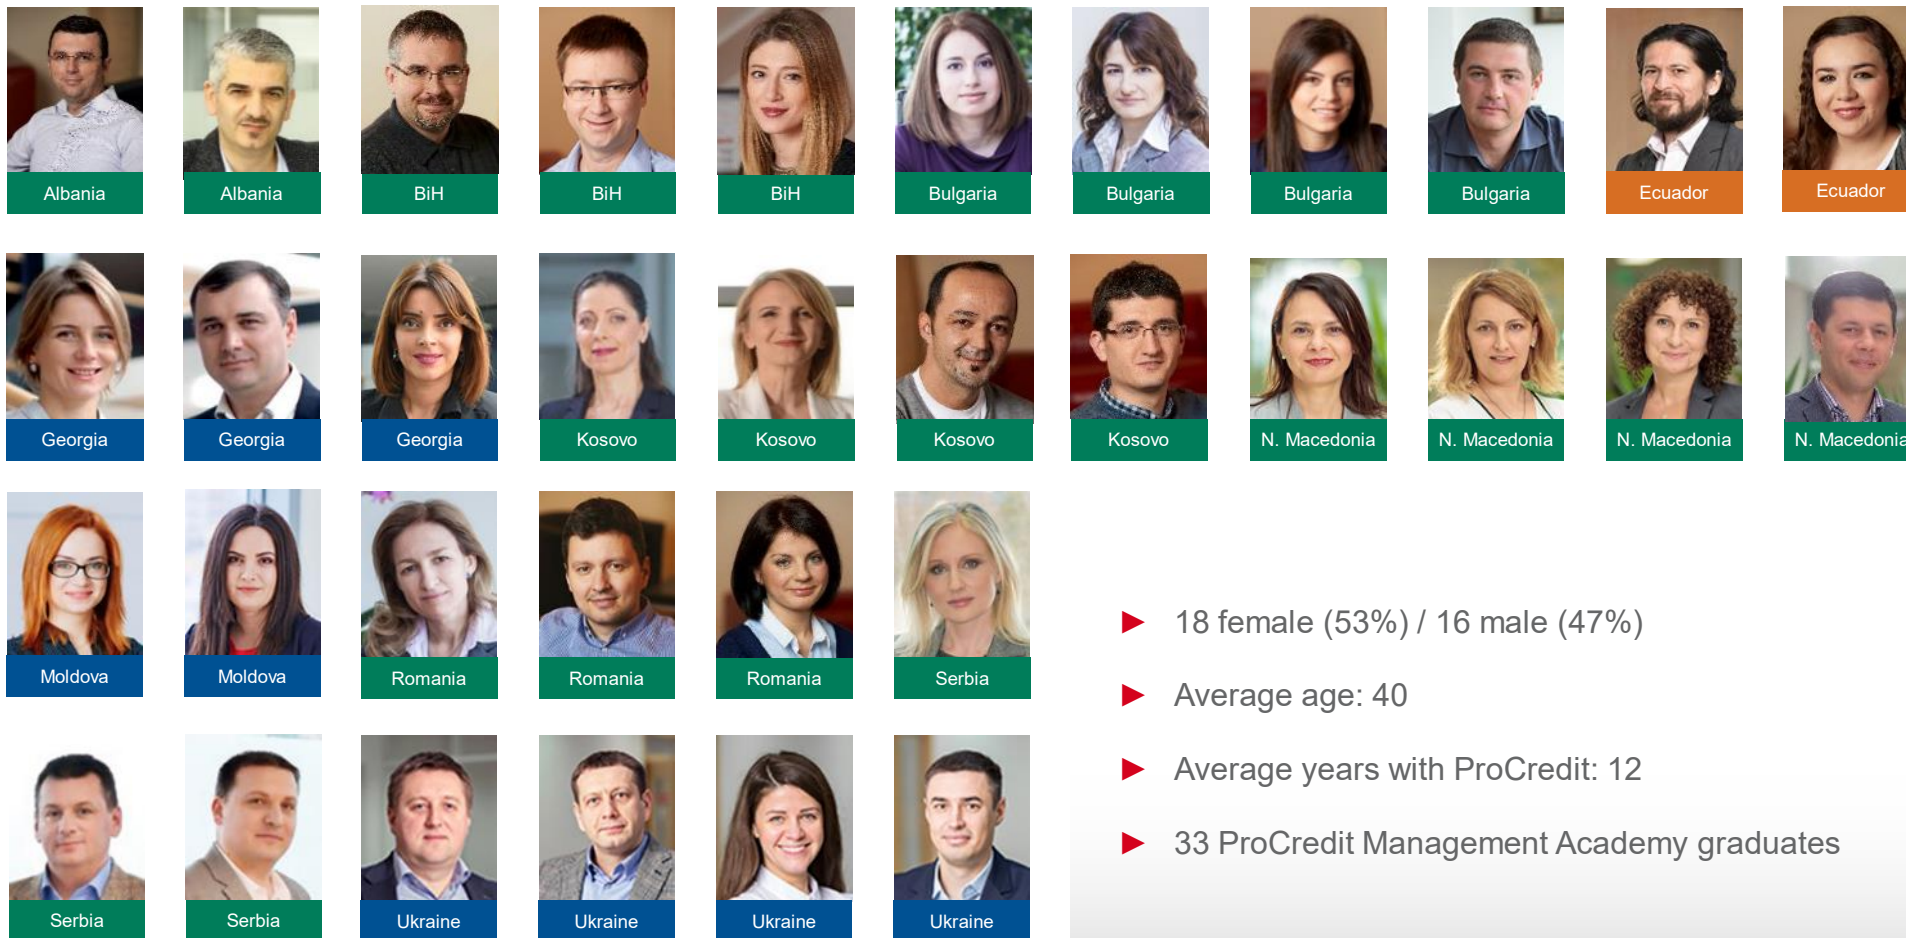 Albania
Albania
BiH
BiH
BiH
Bulgaria
Bulgaria
Bulgaria
Bulgaria
Ecuador
Ecuador
Georgia
Georgia
Georgia
Kosovo
Kosovo
Kosovo
Kosovo
N. Macedonia
N. Macedonia
N. Macedonia
N. Macedonia
Moldova
Moldova
Romania
Romania
Romania
Serbia
Serbia
Serbia
Ukraine
Ukraine
Ukraine
Ukraine
► 18 female (53%) / 16 male (47%)
► Average age: 40
► Average years with ProCredit: 12
► 33 ProCredit Management Academy graduates